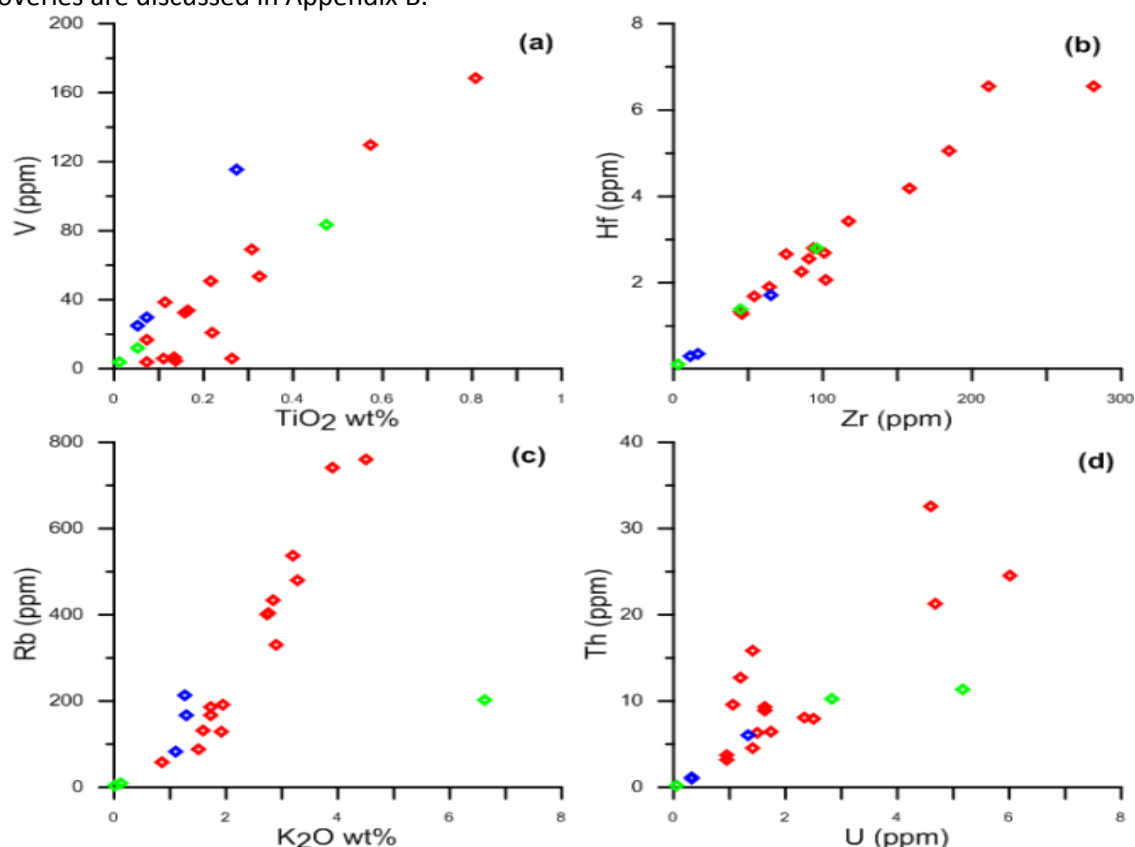 overies are discussed in Appendix B.
200
160
120
80
40
0
V (ppm)
(a)
0 0.2 0.4 0.6 0.8 1
TiO2 wt%
6
4
2
Hf (ppm)
(b)
0 100 200 300
Zr (ppm)
800
600
400
200
0
Rb (ppm)
(c)
0 2 4 6 8
K2O wt%
40
30
20
10
0
Th (ppm)
(d)
0 2 4 6 8
U (ppm)